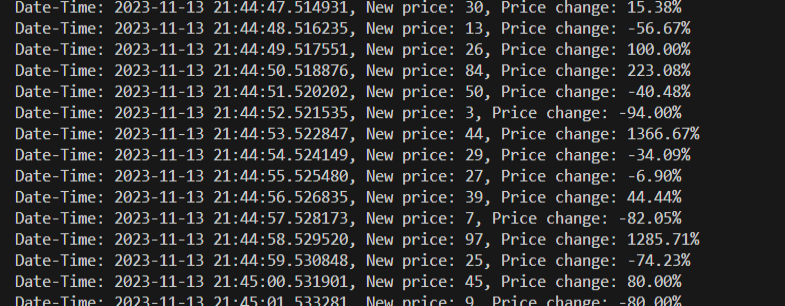 Date-Time: 2023-11-13 21:44:47.514931, New price: 30, Price change: 15.38%
Date-Time: 2023-11-13 21:44:48.516235, New price: 13, Price change: -56.67%
Date-Time: 2023-11-13 21:44:49.517551, New price: 26, Price change: 100.00%
Date-Time: 2023-11-13 21:44:50.518876, New price: 84, Price change: 223.08%
Date-Time: 2023-11-13 21:44:51.520202, New price: 50, Price change: -40.48%
Date-Time: 2023-11-13 21:44:52.521535, New price: 3, Price change: -94.00%
Date-Time: 2023-11-13 21:44:53.522847, New price: 44, Price change: 1366.67%
Date-Time: 2023-11-13 21:44:54.524149, New price: 29, Price change: -34.09%
Date-Time: 2023-11-13 21:44:55.525480, New price: 27, Price change: -6.90%
Date-Time: 2023-11-13 21:44:56.526835, New price: 39, Price change: 44.44%
Date-Time: 2023-11-13 21:44:57.528173, New price: 7, Price change: -82.05%
Date-Time: 2023-11-13 21:44:58.529520, New price: 97, Price change: 1285.71%
Date-Time: 2023-11-13 21:44:59.530848, New price: 25, Price change: -74.23%
Date-Time: 2023-11-13 21:45:00.531901, New price: 45, Price change: 80.00%
Date-Time: 2023-11-13 21:45:01.533281, New price: 9, Price change: -80.00%